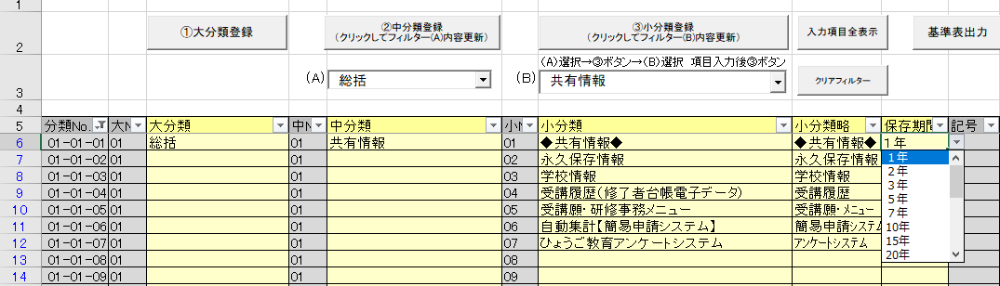 1
2 ①大分類登録 ②中分類登録 (クリックしてフィルター(A)内容更新) ③小分類登録 (クリックしてフィルター(B)内容更新) 入力項目全表示 基準表出力
(A)選択→③ボタン→(B)選択 項目入力後③ボタン
3 (A) 総括 (B) 共有情報 クリアフィルター
4
5 分類No. 大N 大分類 中N 中分類 小N 小分類 小分類略 保存期間 記号
6 01-01-01 01 総括 01 共有情報 01 ◆共有情報◆ ◆共有情報◆ 1年
7 01-01-02 01 01 02 永久保存情報 永久保存情報 1年
8 01-01-03 01 01 03 学校情報 学校情報 2年
3年
9 01-01-04 01 01 04 受講履歴(修了者台帳電子データ) 受講履歴 5年
10 01-01-05 01 01 05 受講願・研修事務メニュー 受講願・メニュー 7年
11 01-01-06 01 01 06 自動集計【簡易申請システム】 簡易申請システム 10年
12 01-01-07 01 01 07 ひょうご教育アンケートシステム アンケートシステム 15年
13 01-01-08 01 01 08 20年
14 01-01-09 01 01 09